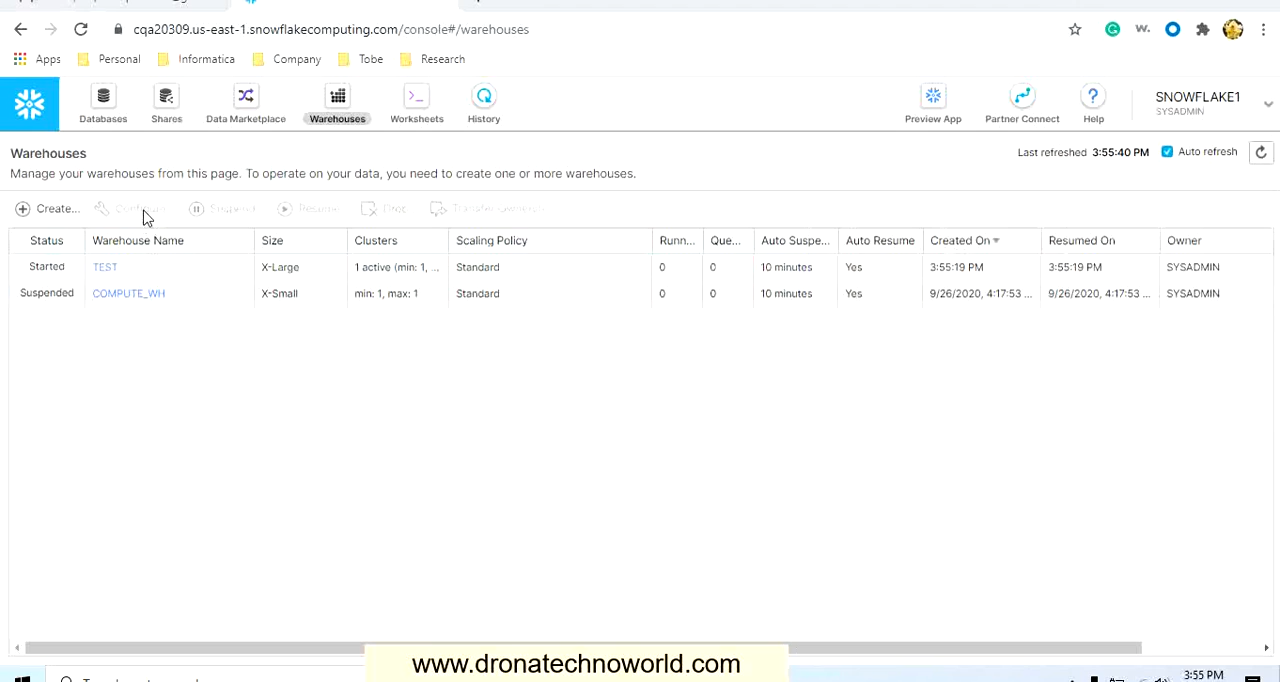 cqa20309.us-east-1.snowflakecomputing.com/console#/warehouses
Apps Personal Informatica Company Tobe Research
Databases Shares Data Marketplace Warehouses Worksheets History Preview App Partner Connect Help
SNOWFLAKE1
SYSADMIN
Warehouses
Last refreshed 3:55:40 PM Auto refresh
Manage your warehouses from this page. To operate on your data, you need to create one or more warehouses.
Create... Suspend Resume Drop
Status Warehouse Name Size Clusters Scaling Policy Runn... Que... Auto Suspe... Auto Resume Created On Resumed On Owner
Started TEST X-Large 1 active (min: 1, ... Standard 0 0 10 minutes Yes 3:55:19 PM 3:55:19 PM SYSADMIN
Suspended COMPUTE_WH X-Small min: 1, max: 1 Standard 0 0 10 minutes Yes 9/26/2020, 4:17:53 ... 9/26/2020, 4:17:53 ... SYSADMIN
www.dronatechnoworld.com
3:55 PM